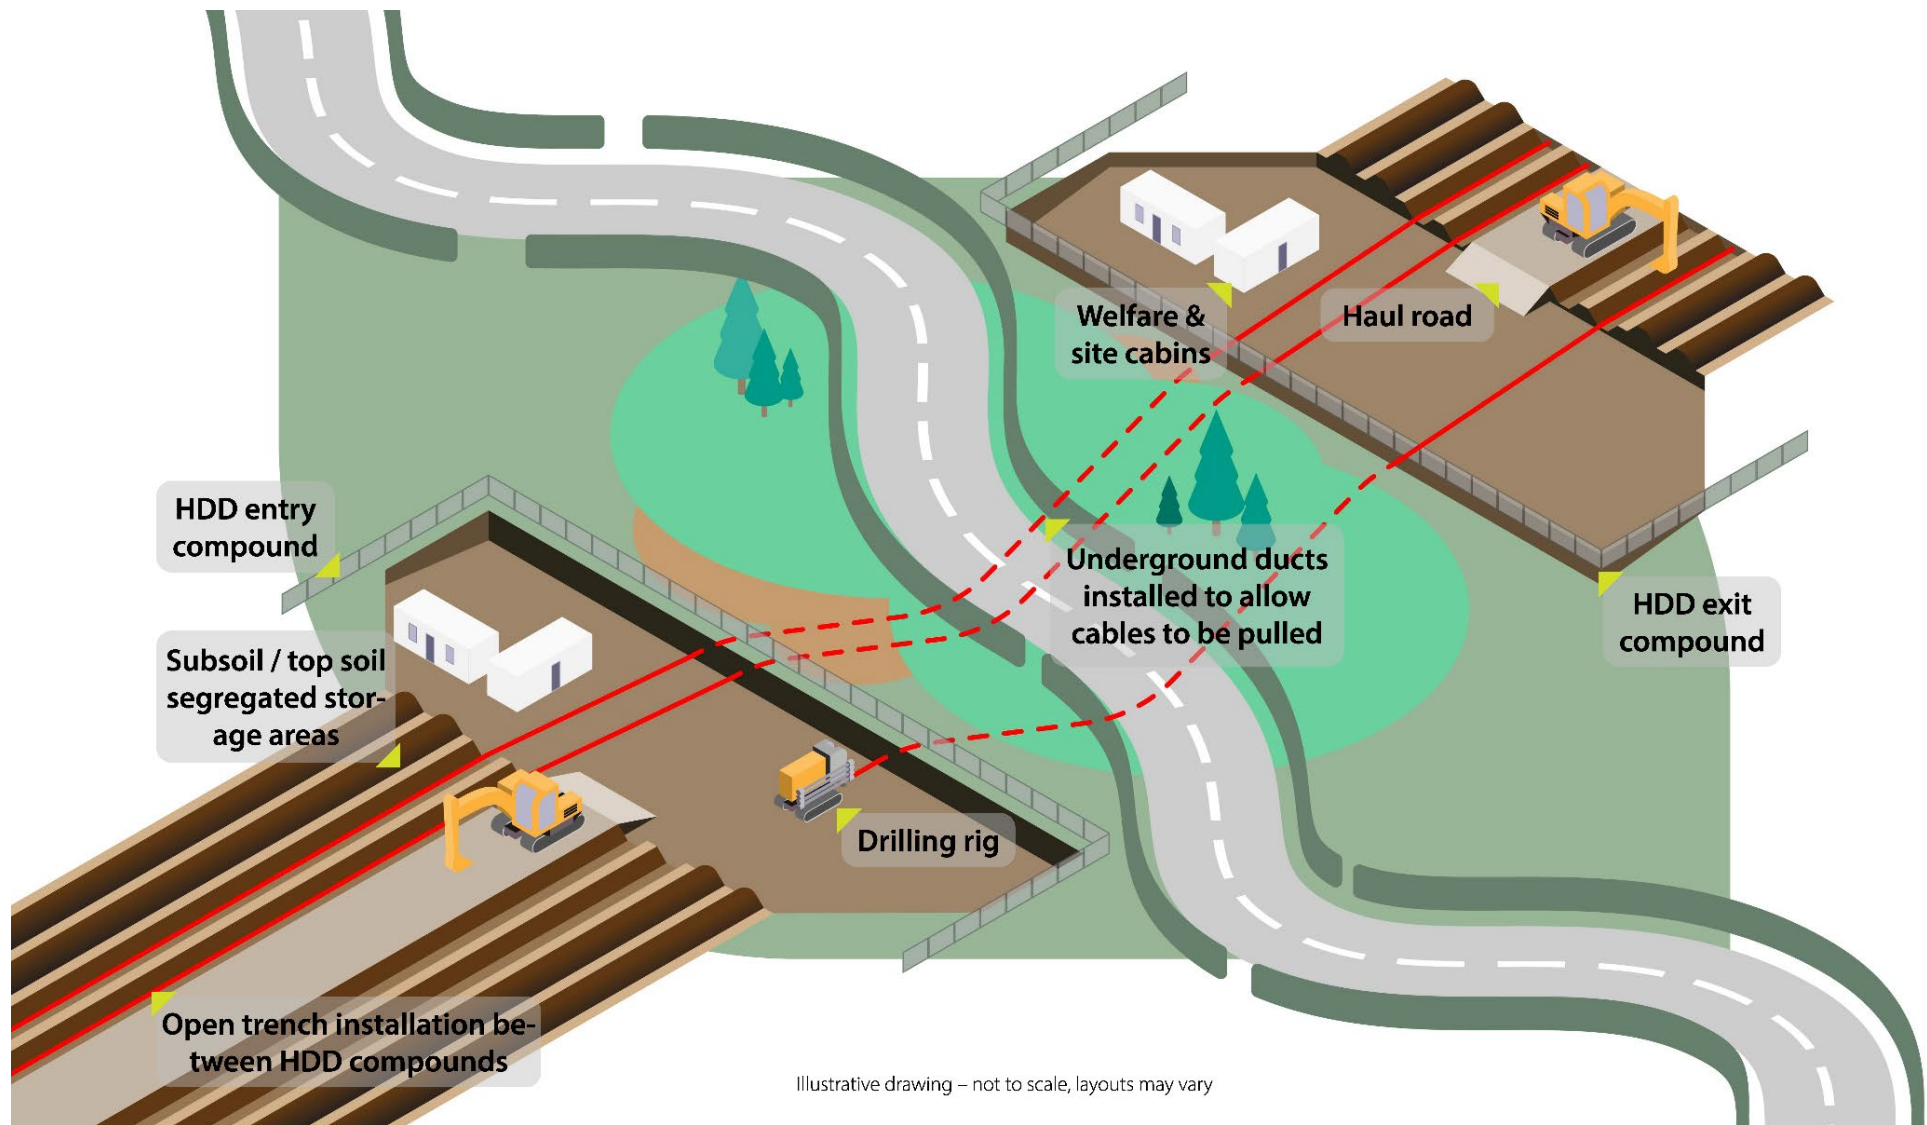 Welfare &
site cabins
Haul road
HDD entry
compound
Underground ducts
installed to allow
cables to be pulled
HDD exit
compound
Subsoil / top soil
segregated stor-
age areas
Drilling rig
Open trench installation be-
tween HDD compounds
Illustrative drawing – not to scale, layouts may vary